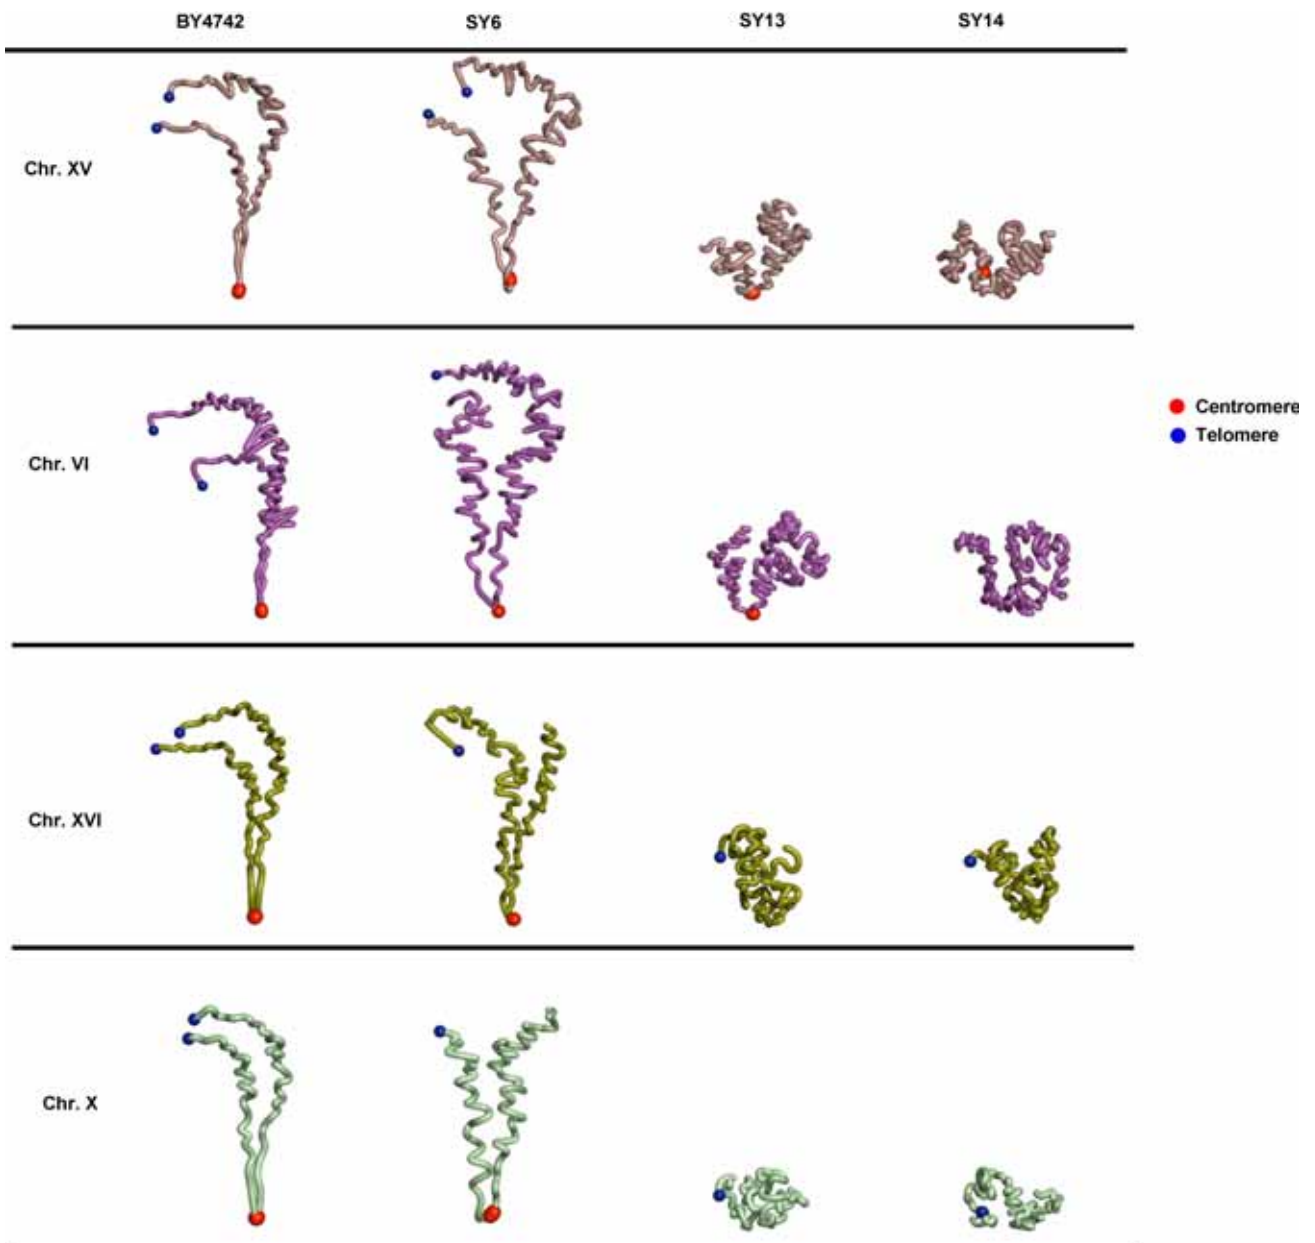 BY4742 SY6 SY13 SY14
Chr. XV
Centromere
Telomere
Chr. VI
Chr. XVI
Chr. X